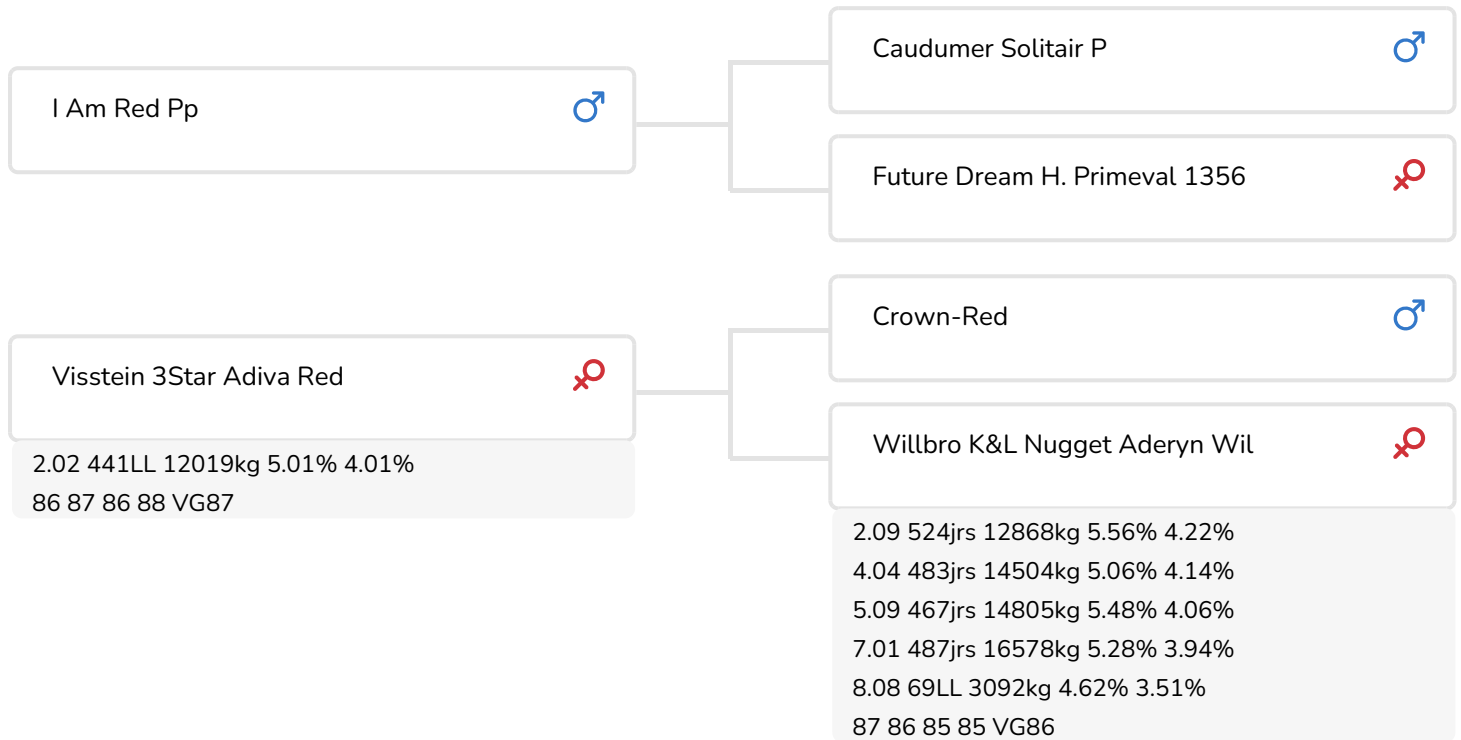 I Am Red Pp
Caudumer Solitair P
Future Dream H. Primeval 1356
Visstein 3Star Adiva Red
2.02 441LL 12019kg 5.01% 4.01%
86 87 86 88 VG87
Crown-Red
Willbro K&L Nugget Aderyn Wil
2.09 524jrs 12868kg 5.56% 4.22%
4.04 483jrs 14504kg 5.06% 4.14%
5.09 467jrs 14805kg 5.48% 4.06%
7.01 487jrs 16578kg 5.28% 3.94%
8.08 69LL 3092kg 4.62% 3.51%
87 86 85 85 VG86